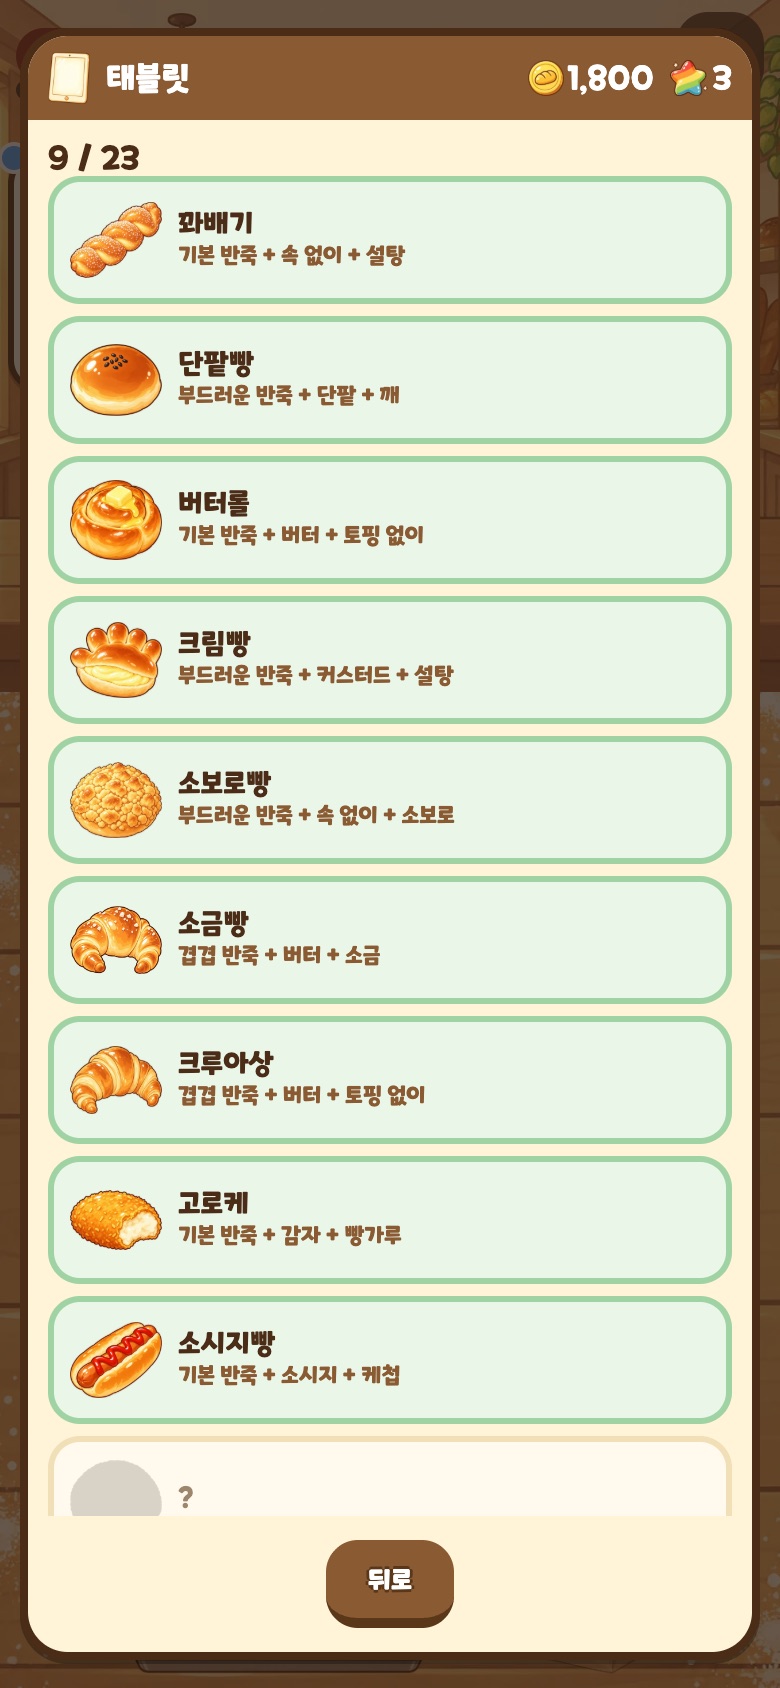 태블릿
1,800
3
9 / 23
꽈배기
기본 반죽 + 속 없이 + 설탕
단팥빵
부드러운 반죽 + 단팥 + 깨
버터롤
기본 반죽 + 버터 + 토핑 없이
크림빵
부드러운 반죽 + 커스터드 + 설탕
소보로빵
부드러운 반죽 + 속 없이 + 소보로
소금빵
겹겹 반죽 + 버터 + 소금
크루아상
겹겹 반죽 + 버터 + 토핑 없이
고로케
기본 반죽 + 감자 + 빵가루
소시지빵
기본 반죽 + 소시지 + 케첩
?
뒤로